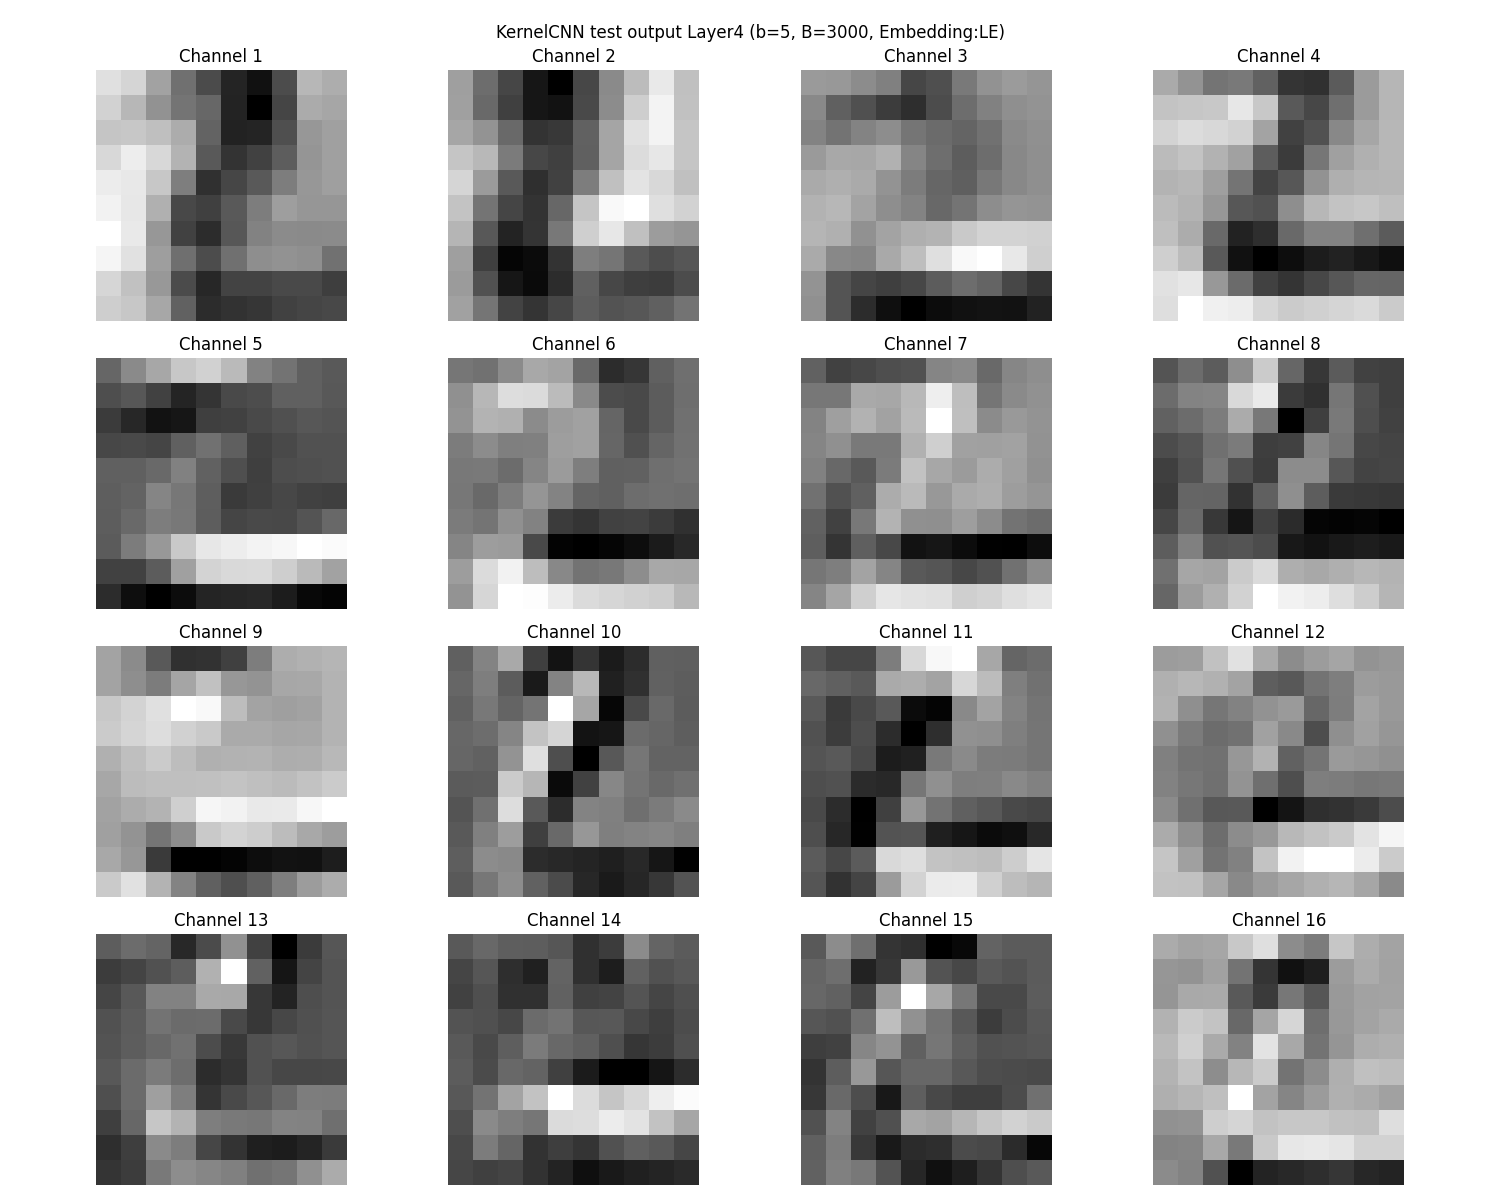 KernelCNN test output Layer4 (b=5, B=3000, Embedding:LE)
Channel 1
Channel 2
Channel 3
Channel 4
Channel 5
Channel 6
Channel 7
Channel 8
Channel 9
Channel 10
Channel 11
Channel 12
Channel 13
Channel 14
Channel 15
Channel 16